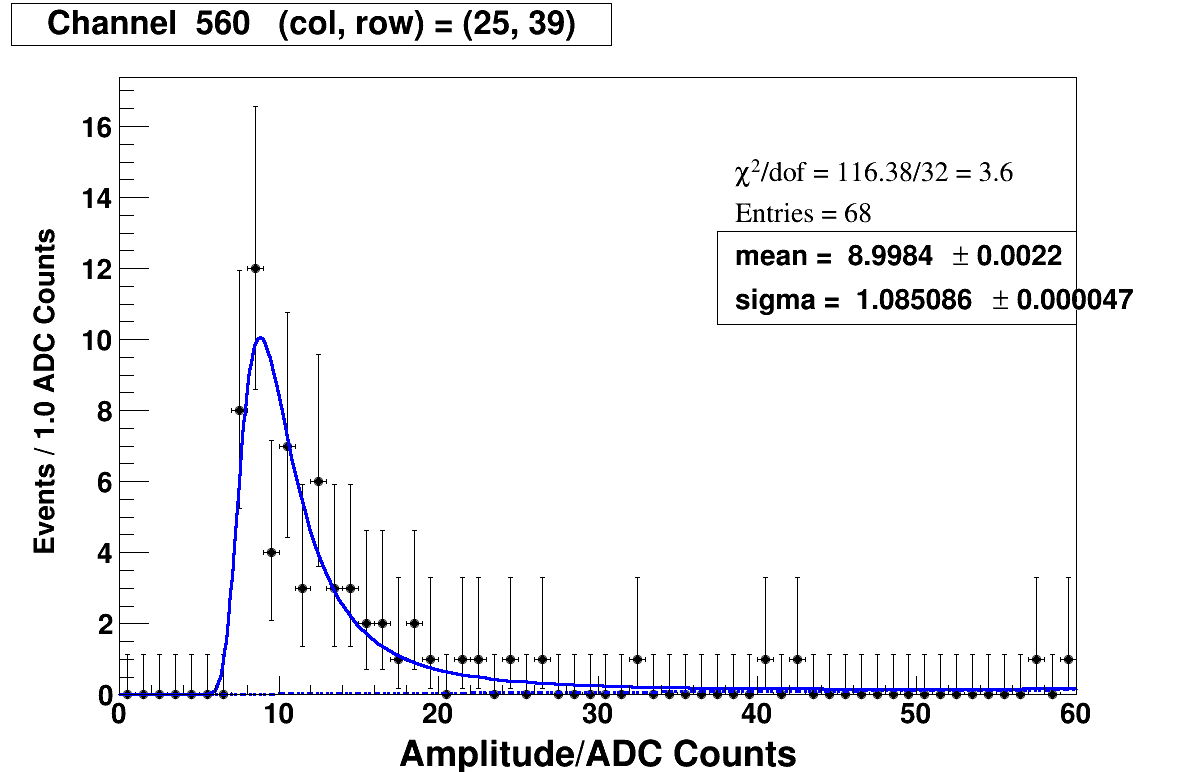 Channel 560 (col, row) = (25, 39)
χ²/dof = 116.38/32 = 3.6
Entries = 68
mean = 8.9984 ± 0.0022
sigma = 1.085086 ± 0.000047
Events / 1.0 ADC Counts
16
14
12
10
8
6
4
2
0
0 10 20 30 40 50 60
Amplitude/ADC Counts